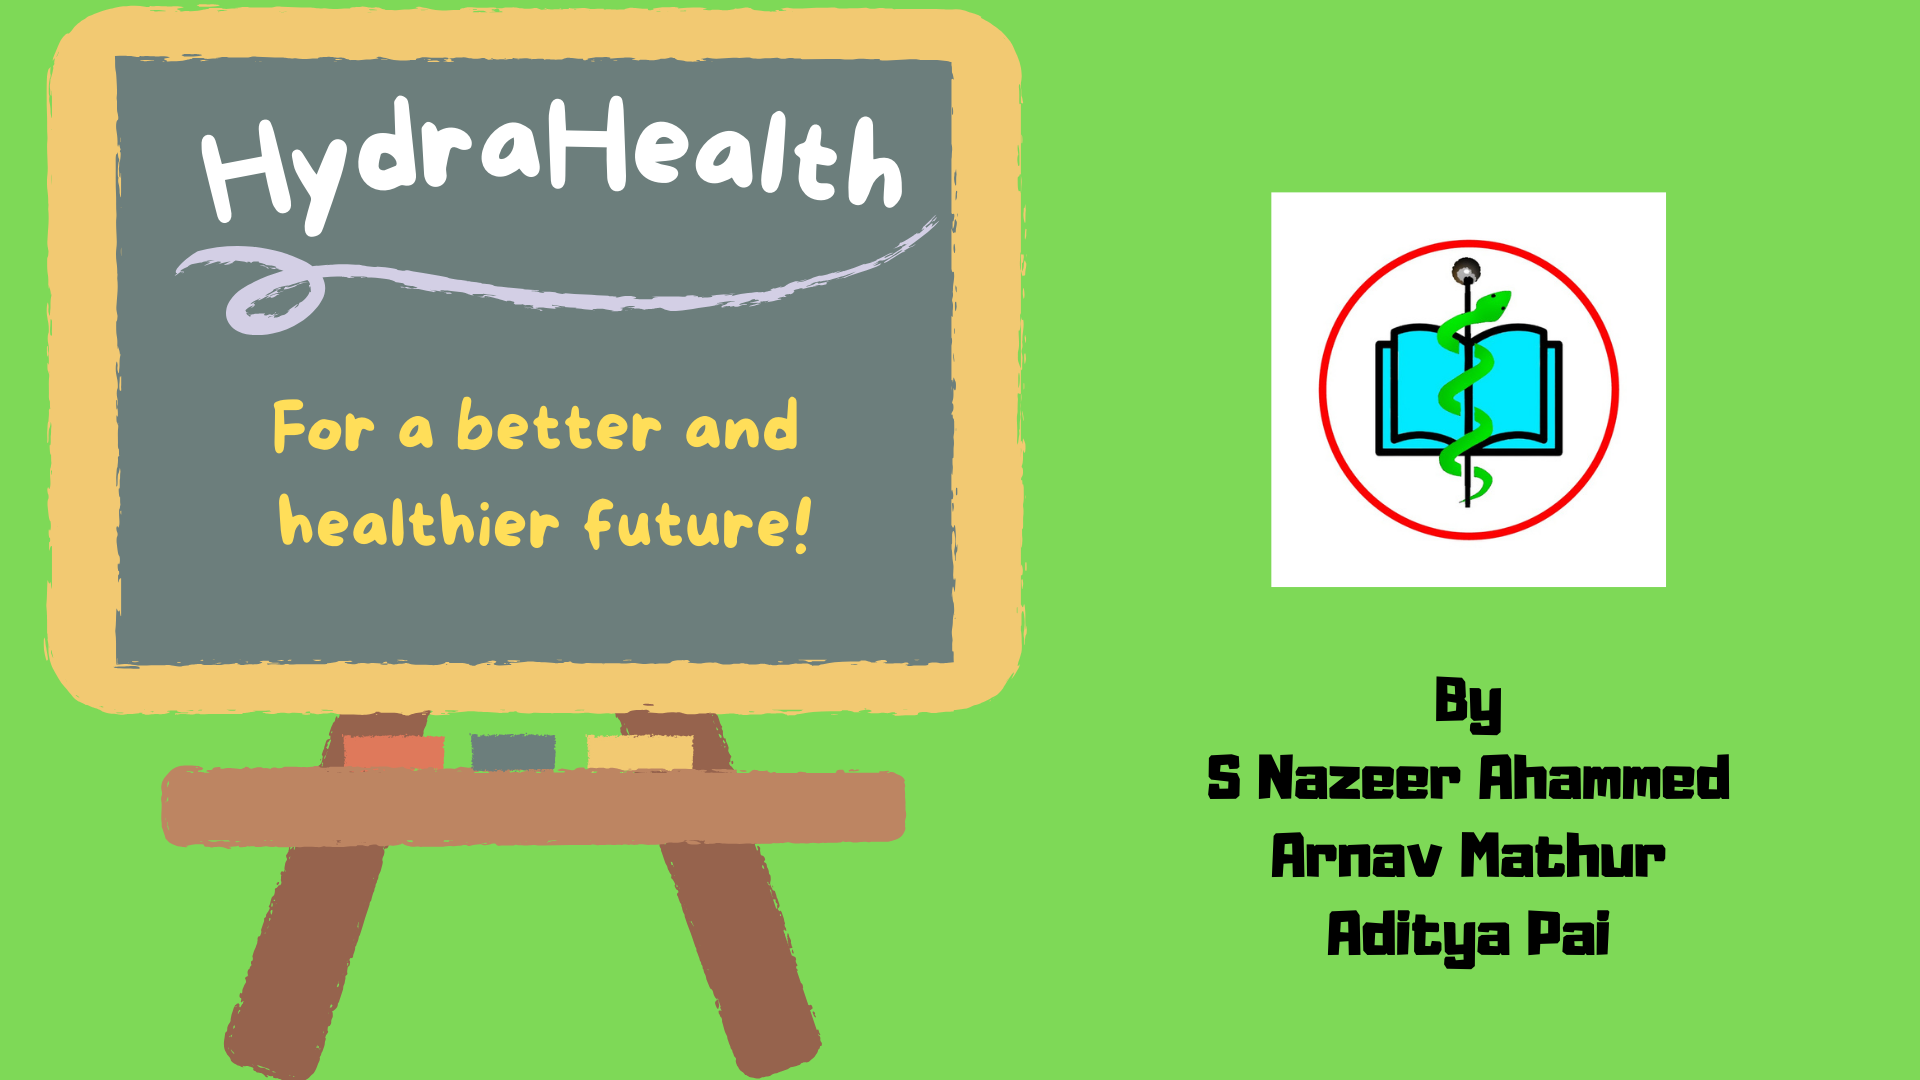 HydraHealth
For a better and
healthier future!
By
S Nazeer Ahammed
Arnav Mathur
Aditya Pai